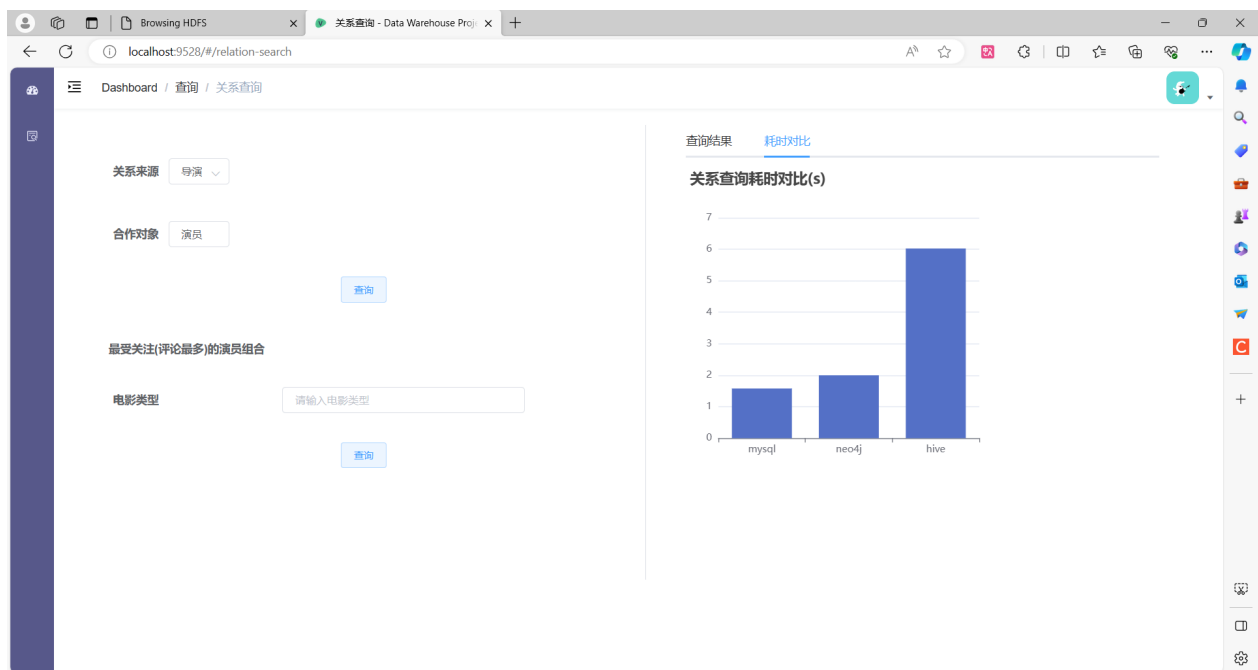 Browsing HDFS
关系查询 - Data Warehouse Proje
localhost:9528/#/relation-search
Dashboard / 查询 / 关系查询
关系来源 导演
合作对象 演员
查询
最受关注(评论最多)的演员组合
电影类型 请输入电影类型
查询
查询结果 耗时对比
关系查询耗时对比(s)
7
6
5
4
3
2
1
0
mysql neo4j hive